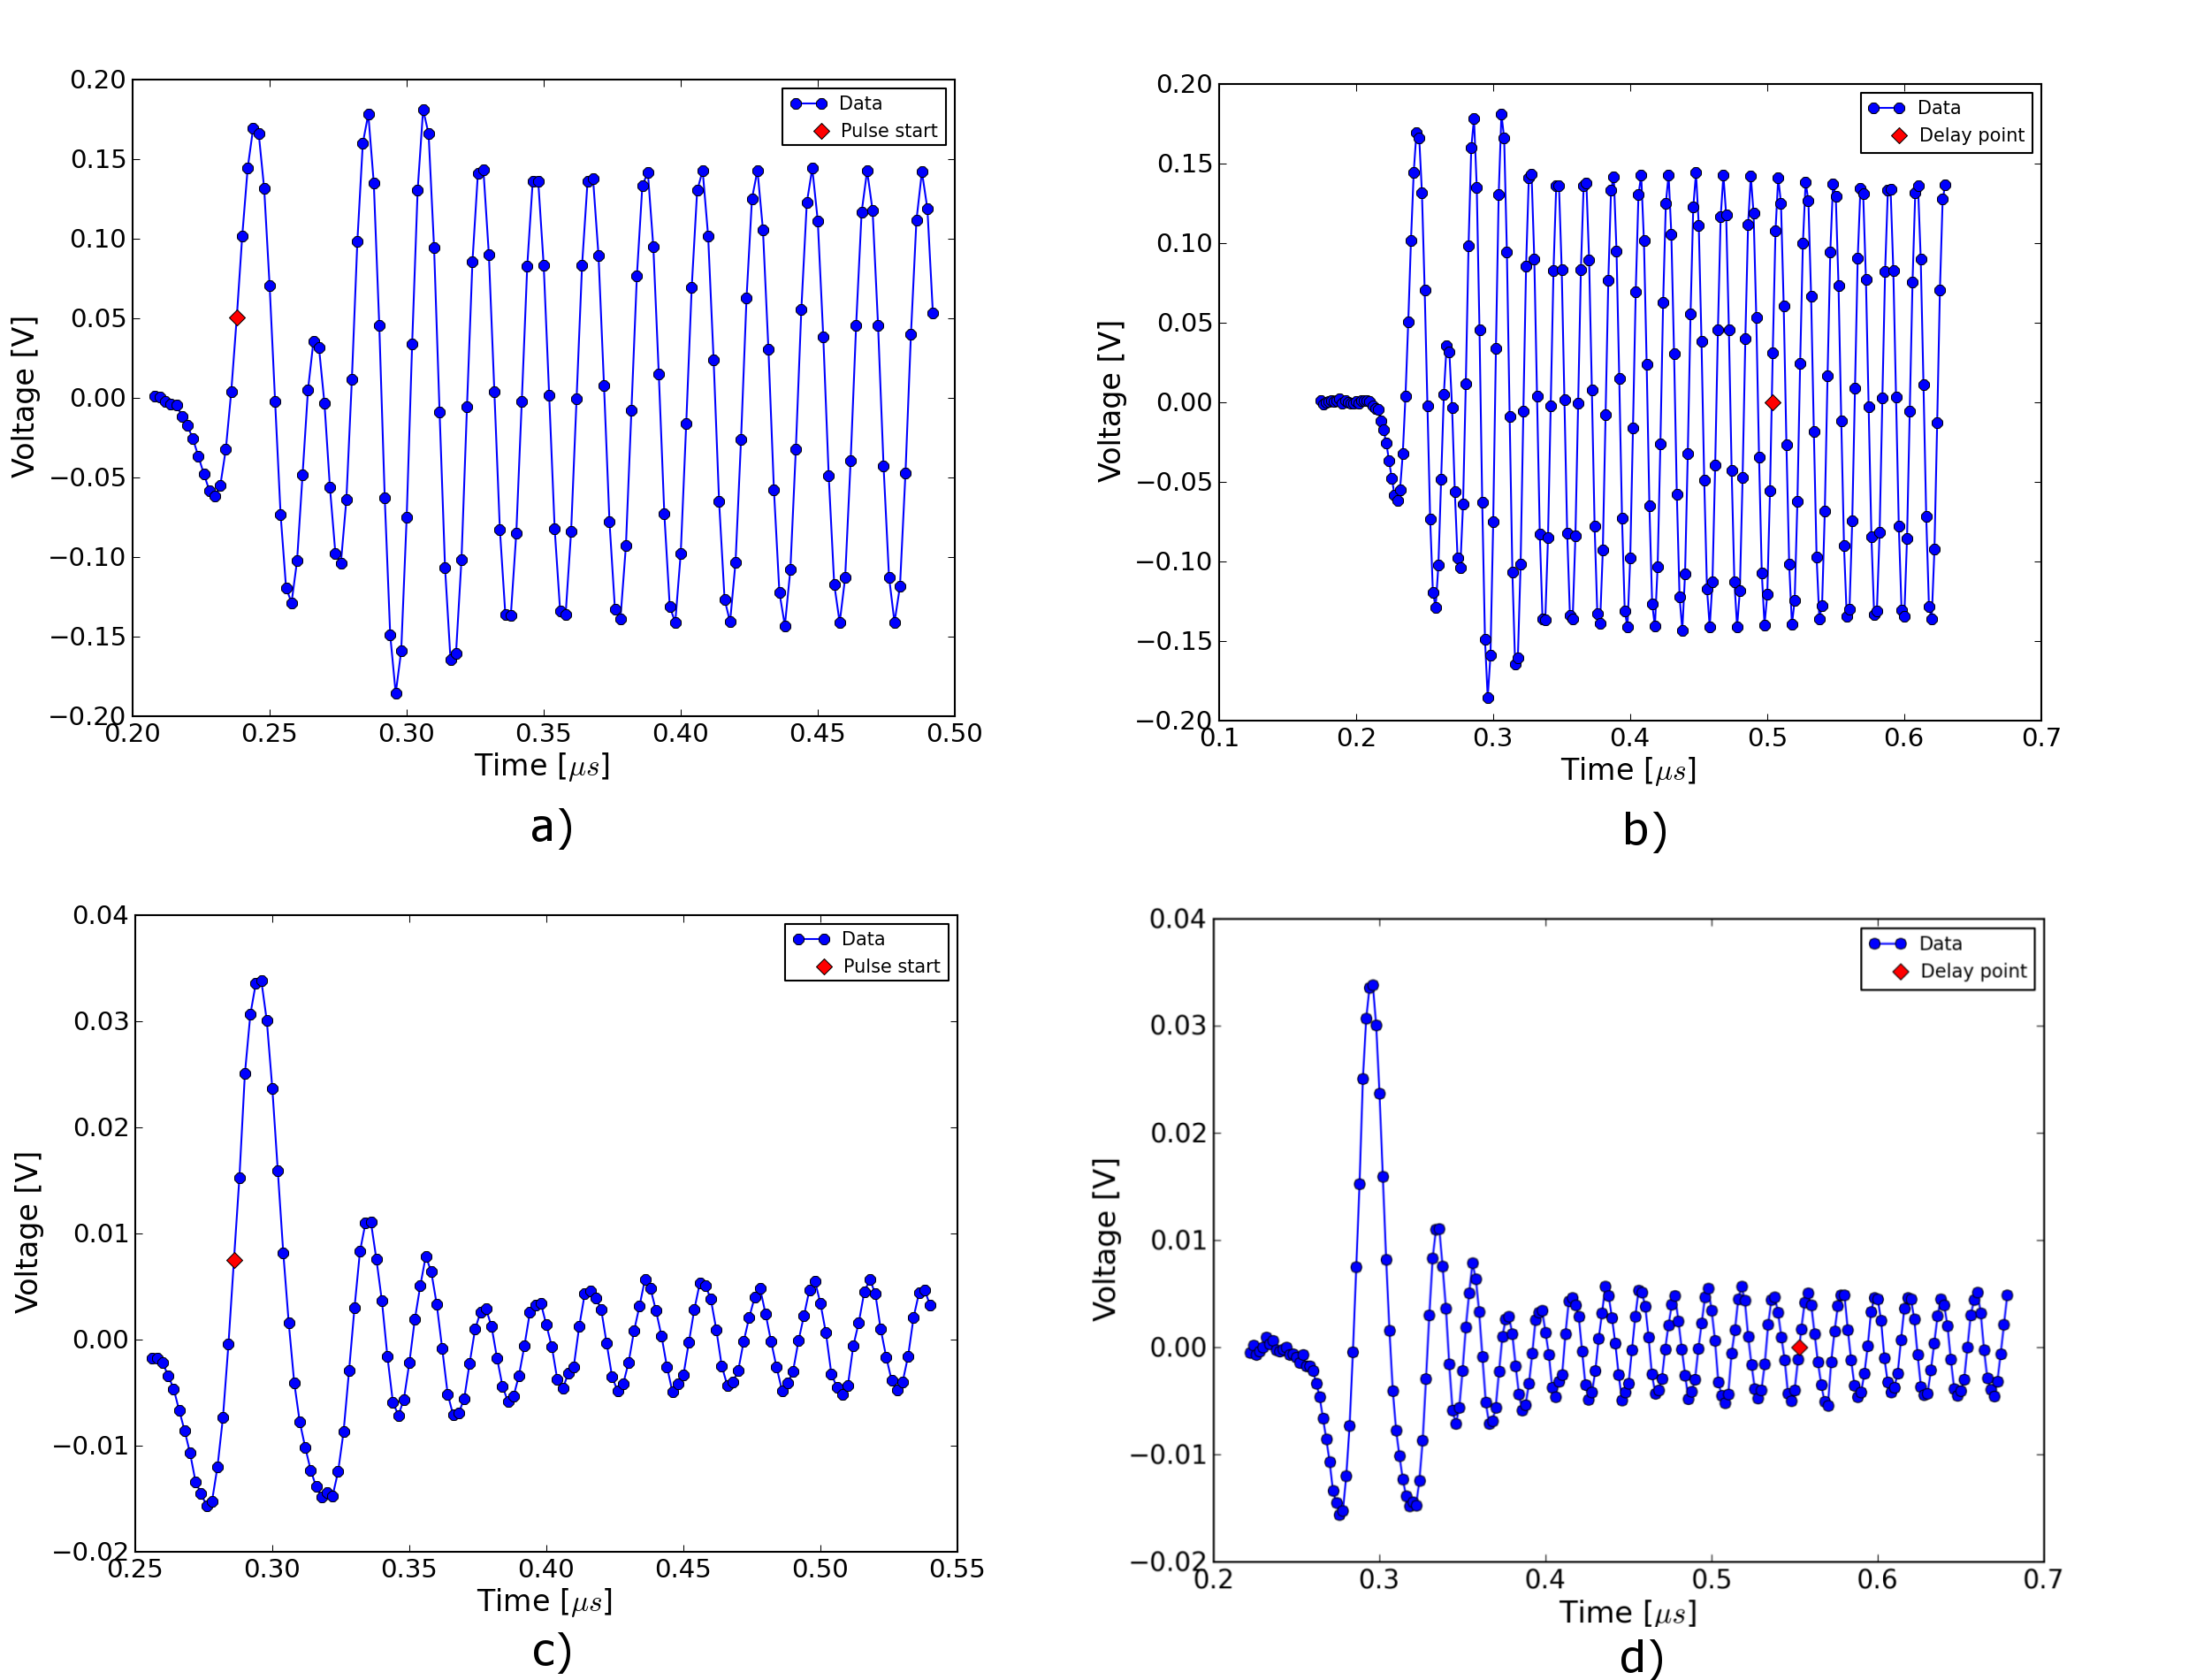 0.20
0.15
0.10
0.05
0.00
−0.05
−0.10
−0.15
−0.20
0.20 0.25 0.30 0.35 0.40 0.45 0.50
Voltage [V]
Time [μs]
Data
Pulse start
a)
0.20
0.15
0.10
0.05
0.00
−0.05
−0.10
−0.15
−0.20
0.1 0.2 0.3 0.4 0.5 0.6 0.7
Voltage [V]
Time [μs]
Data
Delay point
b)
0.04
0.03
0.02
0.01
0.00
−0.01
−0.02
0.25 0.30 0.35 0.40 0.45 0.50 0.55
Voltage [V]
Time [μs]
Data
Pulse start
c)
0.04
0.03
0.02
0.01
0.00
−0.01
−0.02
0.2 0.3 0.4 0.5 0.6 0.7
Voltage [V]
Time [μs]
Data
Delay point
d)